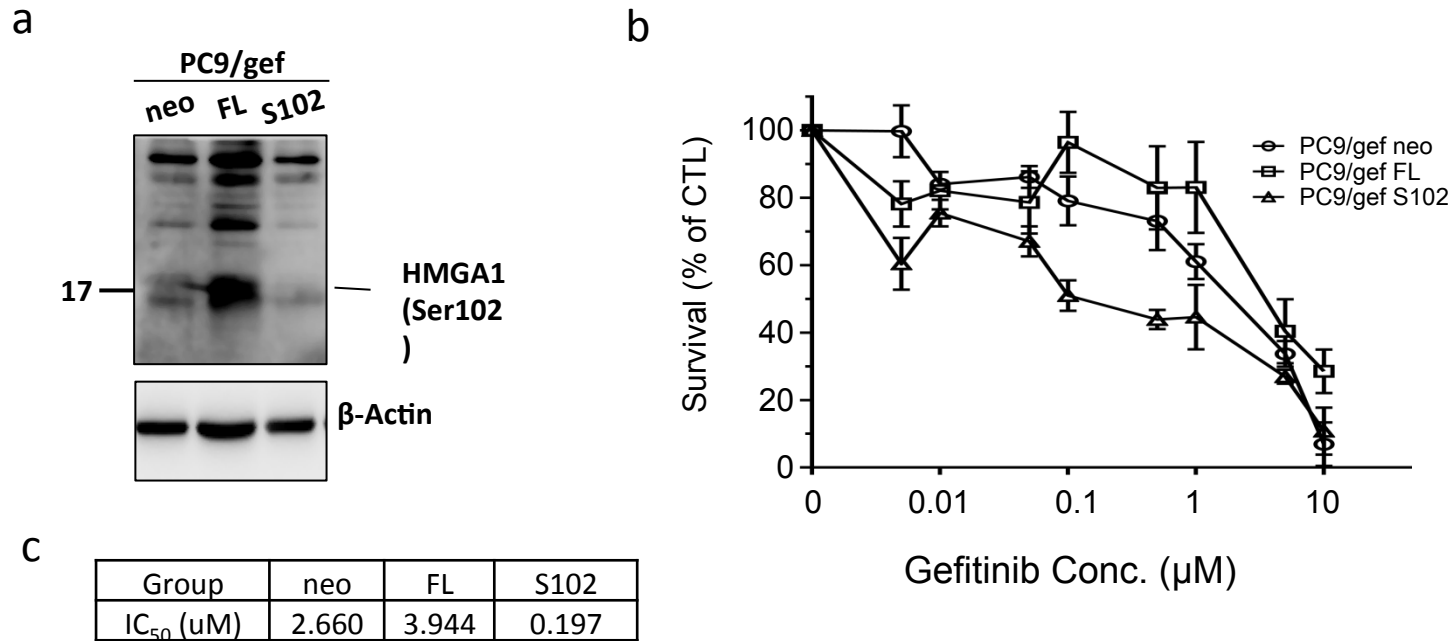 a
PC9/gef
neo FL S102
17
HMGA1
(Ser102
)
β-Actin
b
Survival (% of CTL)
100
80
60
40
20
0
0 0.01 0.1 1 10
Gefitinib Conc. (µM)
PC9/gef neo
PC9/gef FL
PC9/gef S102
c
Group neo FL S102
IC50 (uM) 2.660 3.944 0.197